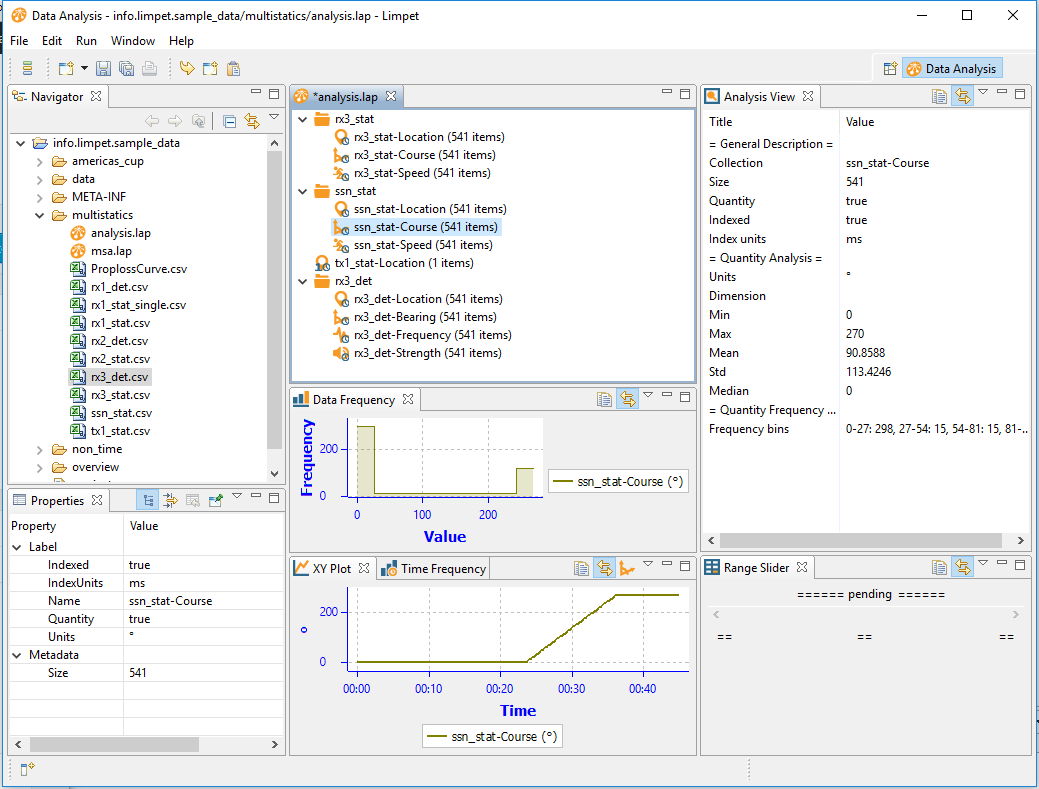 Data Analysis - info.limpet.sample_data/multistatics/analysis.lap - Limpet
File Edit Run Window Help
Data Analysis
Navigator
info.limpet.sample_data
americas_cup
data
META-INF
multistatics
analysis.lap
msa.lap
ProplossCurve.csv
rx1_det.csv
rx1_stat_single.csv
rx1_stat.csv
rx2_det.csv
rx2_stat.csv
rx3_det.csv
rx3_stat.csv
ssn_stat.csv
tx1_stat.csv
non_time
overview
Properties
Property Value
Label
Indexed true
IndexUnits ms
Name ssn_stat-Course
Quantity true
Units °
Metadata
Size 541
*analysis.lap
rx3_stat
rx3_stat-Location (541 items)
rx3_stat-Course (541 items)
rx3_stat-Speed (541 items)
ssn_stat
ssn_stat-Location (541 items)
ssn_stat-Course (541 items)
ssn_stat-Speed (541 items)
tx1_stat-Location (1 items)
rx3_det
rx3_det-Location (541 items)
rx3_det-Bearing (541 items)
rx3_det-Frequency (541 items)
rx3_det-Strength (541 items)
Data Frequency
Frequency
200
0
0 100 200
Value
ssn_stat-Course (°)
XY Plot Time Frequency
°
200
0
00:00 00:10 00:20 00:30 00:40
Time
ssn_stat-Course (°)
Analysis View
Title Value
= General Description =
Collection ssn_stat-Course
Size 541
Quantity true
Indexed true
Index units ms
= Quantity Analysis =
Units °
Dimension
Min 0
Max 270
Mean 90.8588
Std 113.4246
Median 0
= Quantity Frequency ...
Frequency bins 0-27: 298, 27-54: 15, 54-81: 15, 81-...
Range Slider
====== pending ======
== == ==